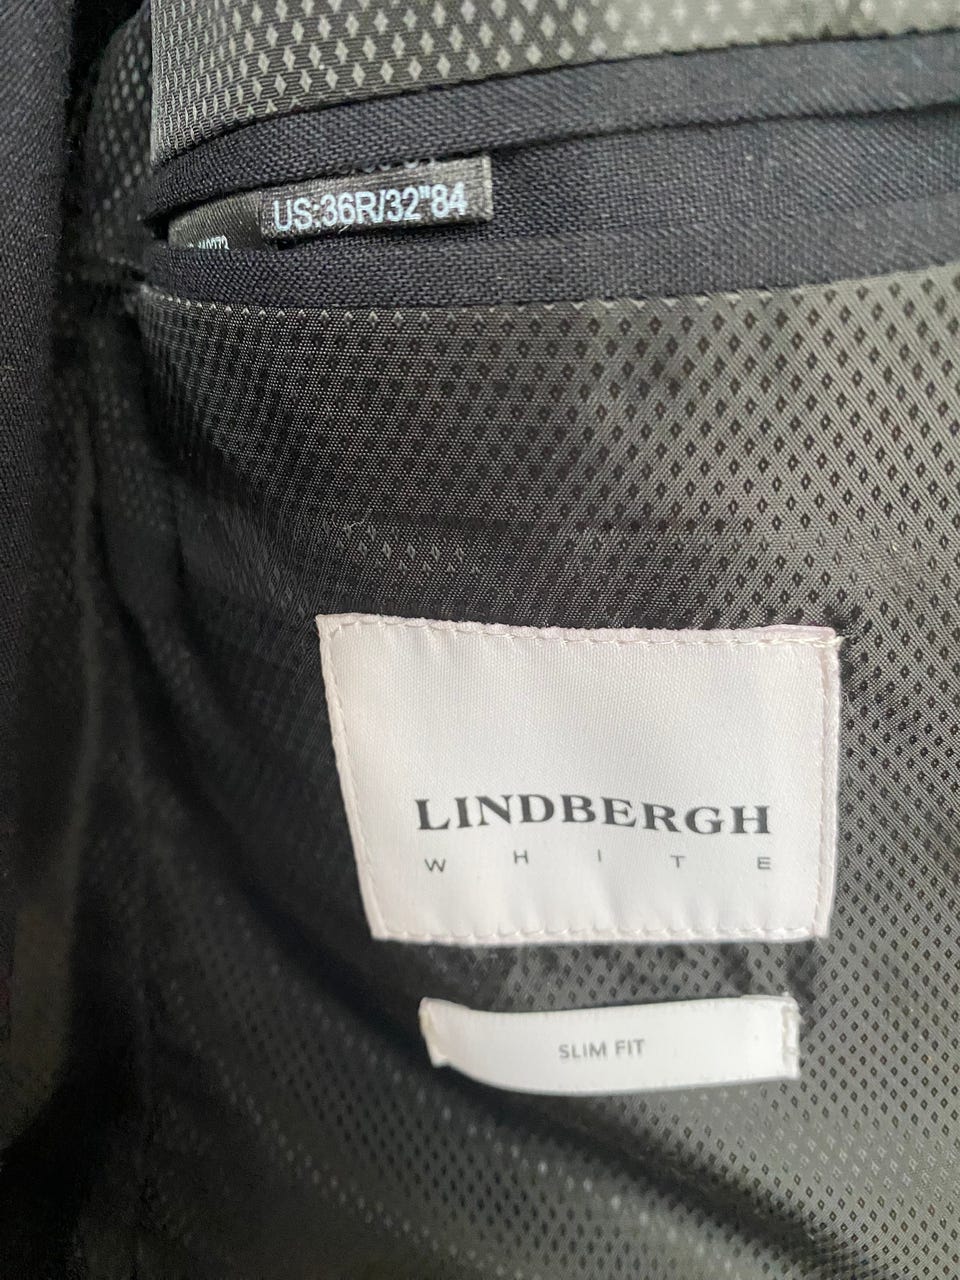 US:36R/32"84
LINDBERGH
WHITE
SLIM FIT